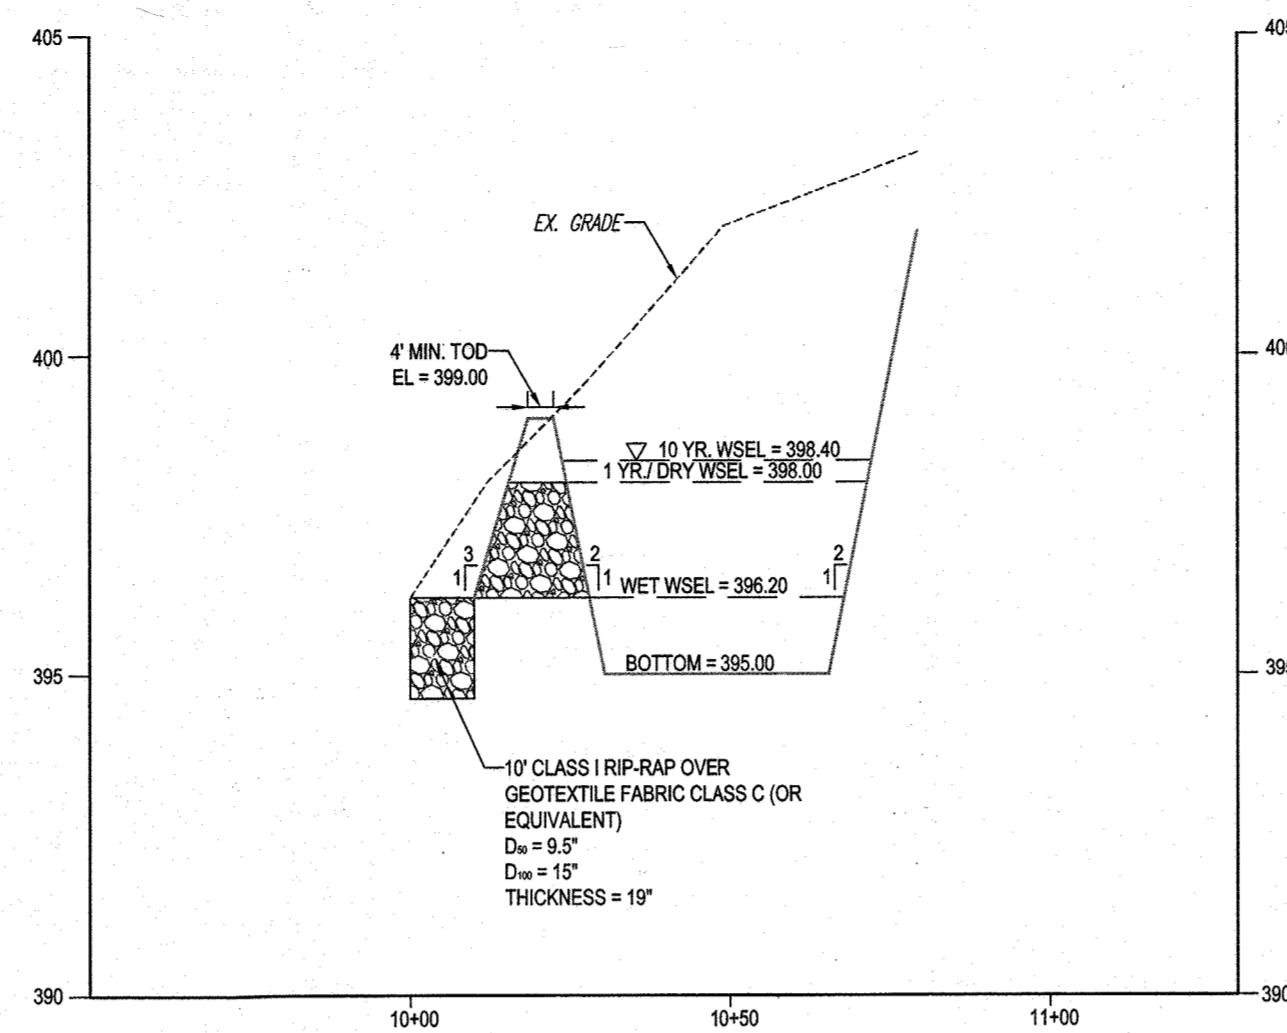 405
405
EX. GRADE
4' MIN. TOD
400
400
EL = 399.00
10 YR. WSEL = 398.40
1 YR./ DRY WSEL = 398.00
3
1
2
1
2
1
WET WSEL = 396.20
BOTTOM = 395.00
395
395
10' CLASS I RIP-RAP OVER
GEOTEXTILE FABRIC CLASS C (OR
EQUIVALENT)
D50 = 9.5"
D100 = 15"
THICKNESS = 19"
390
390
10+00
10+50
11+00